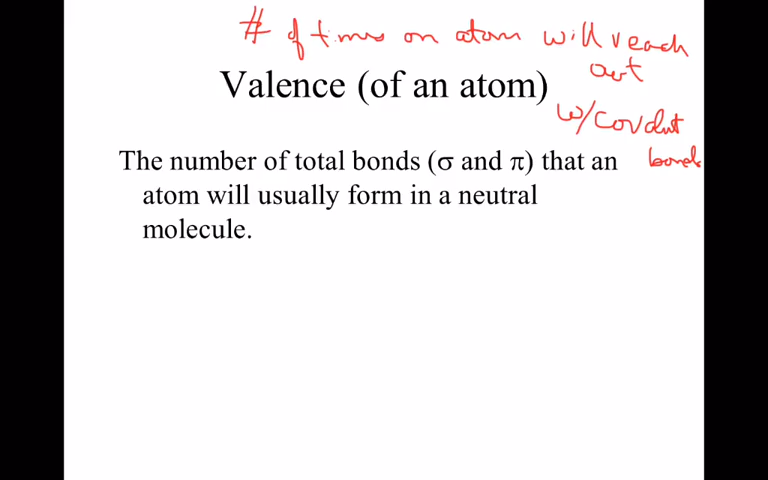 # of times an atom will reach
out
Valence (of an atom)
w/covalent
The number of total bonds (σ and π) that an
bonds
atom will usually form in a neutral
molecule.